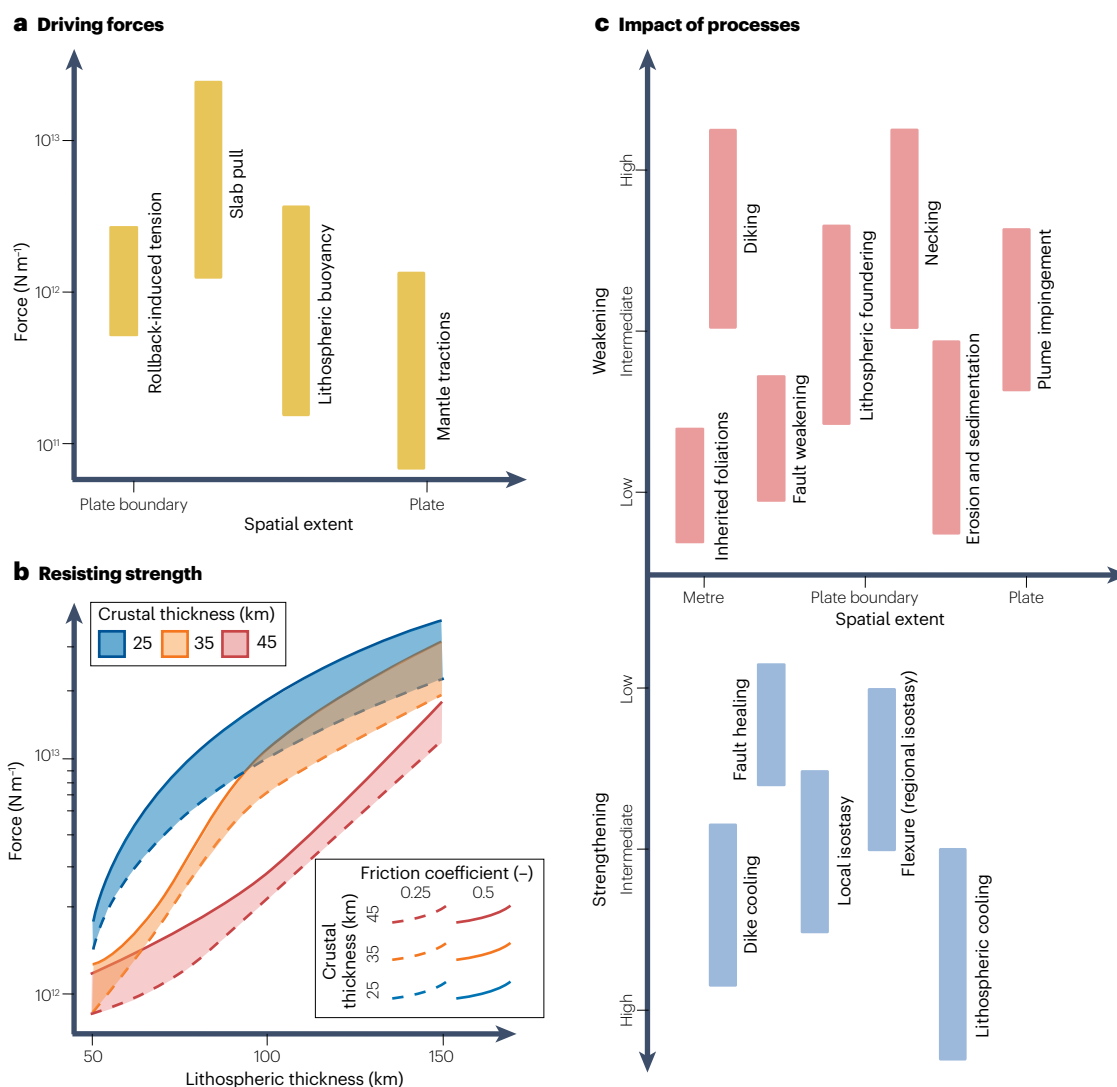 a Driving forces
Force (N m⁻¹)
10¹³
10¹²
10¹¹
Rollback-induced tension
Slab pull
Lithospheric buoyancy
Mantle tractions
Plate boundary
Plate
Spatial extent
b Resisting strength
Crustal thickness (km)
25
35
45
Force (N m⁻¹)
10¹³
10¹²
Friction coefficient (–)
0.25
0.5
Crustal
thickness (km)
45
35
25
50
100
150
Lithospheric thickness (km)
c Impact of processes
Weakening
High
Intermediate
Low
Inherited foliations
Diking
Fault weakening
Lithospheric foundering
Necking
Erosion and sedimentation
Plume impingement
Metre
Plate boundary
Plate
Spatial extent
Strengthening
Low
Intermediate
High
Dike cooling
Fault healing
Local isostasy
Flexure (regional isostasy)
Lithospheric cooling